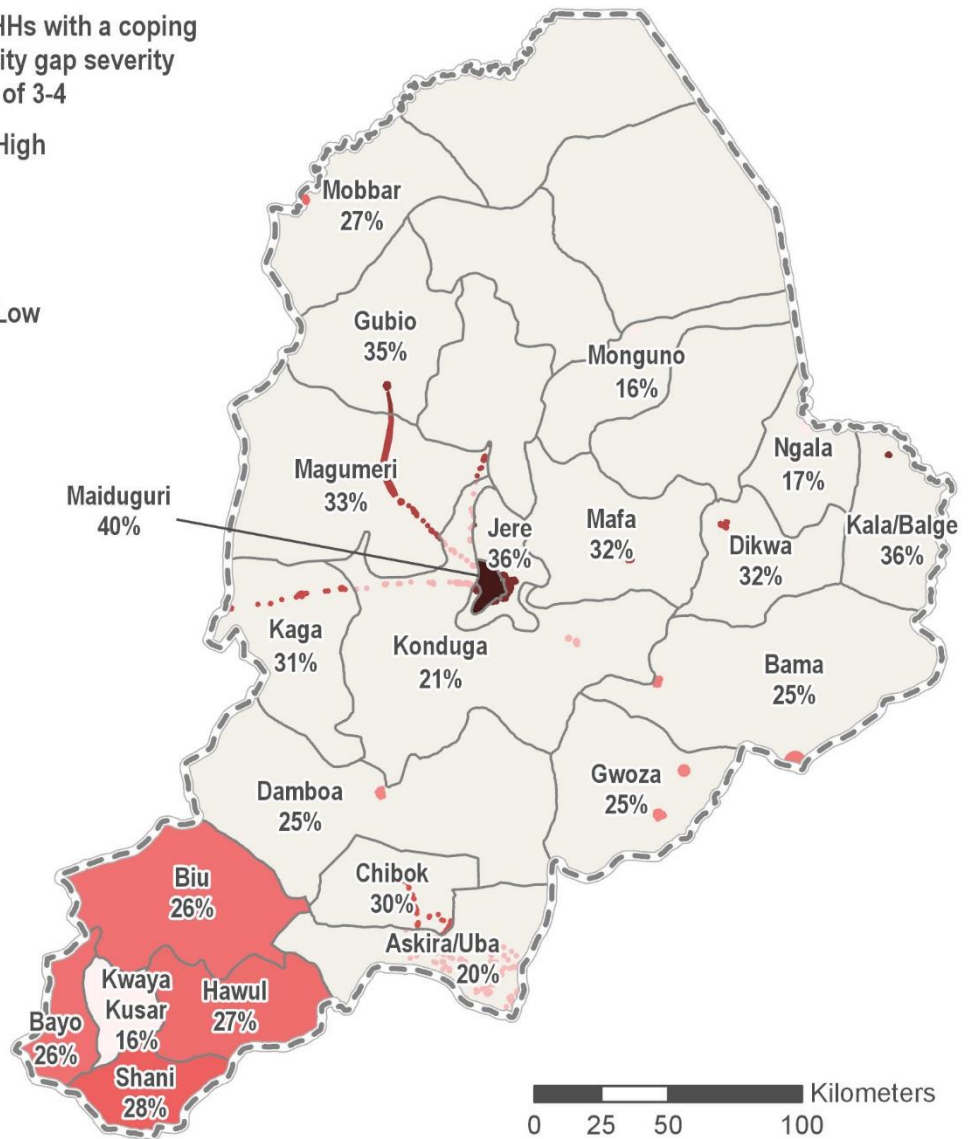 HHs with a coping
ity gap severity
of 3-4
High
Low
Mobbar
27%
Gubio
35%
Monguno
16%
Ngala
17%
Magumeri
33%
Maiduguri
40%
Jere
36%
Mafa
32%
Dikwa
32%
Kala/Balge
36%
Kaga
31%
Konduga
21%
Bama
25%
Damboa
25%
Gwoza
25%
Chibok
30%
Biu
26%
Askira/Uba
20%
Kwaya
Kusar
16%
Hawul
27%
Bayo
26%
Shani
28%
Kilometers
0 25 50 100